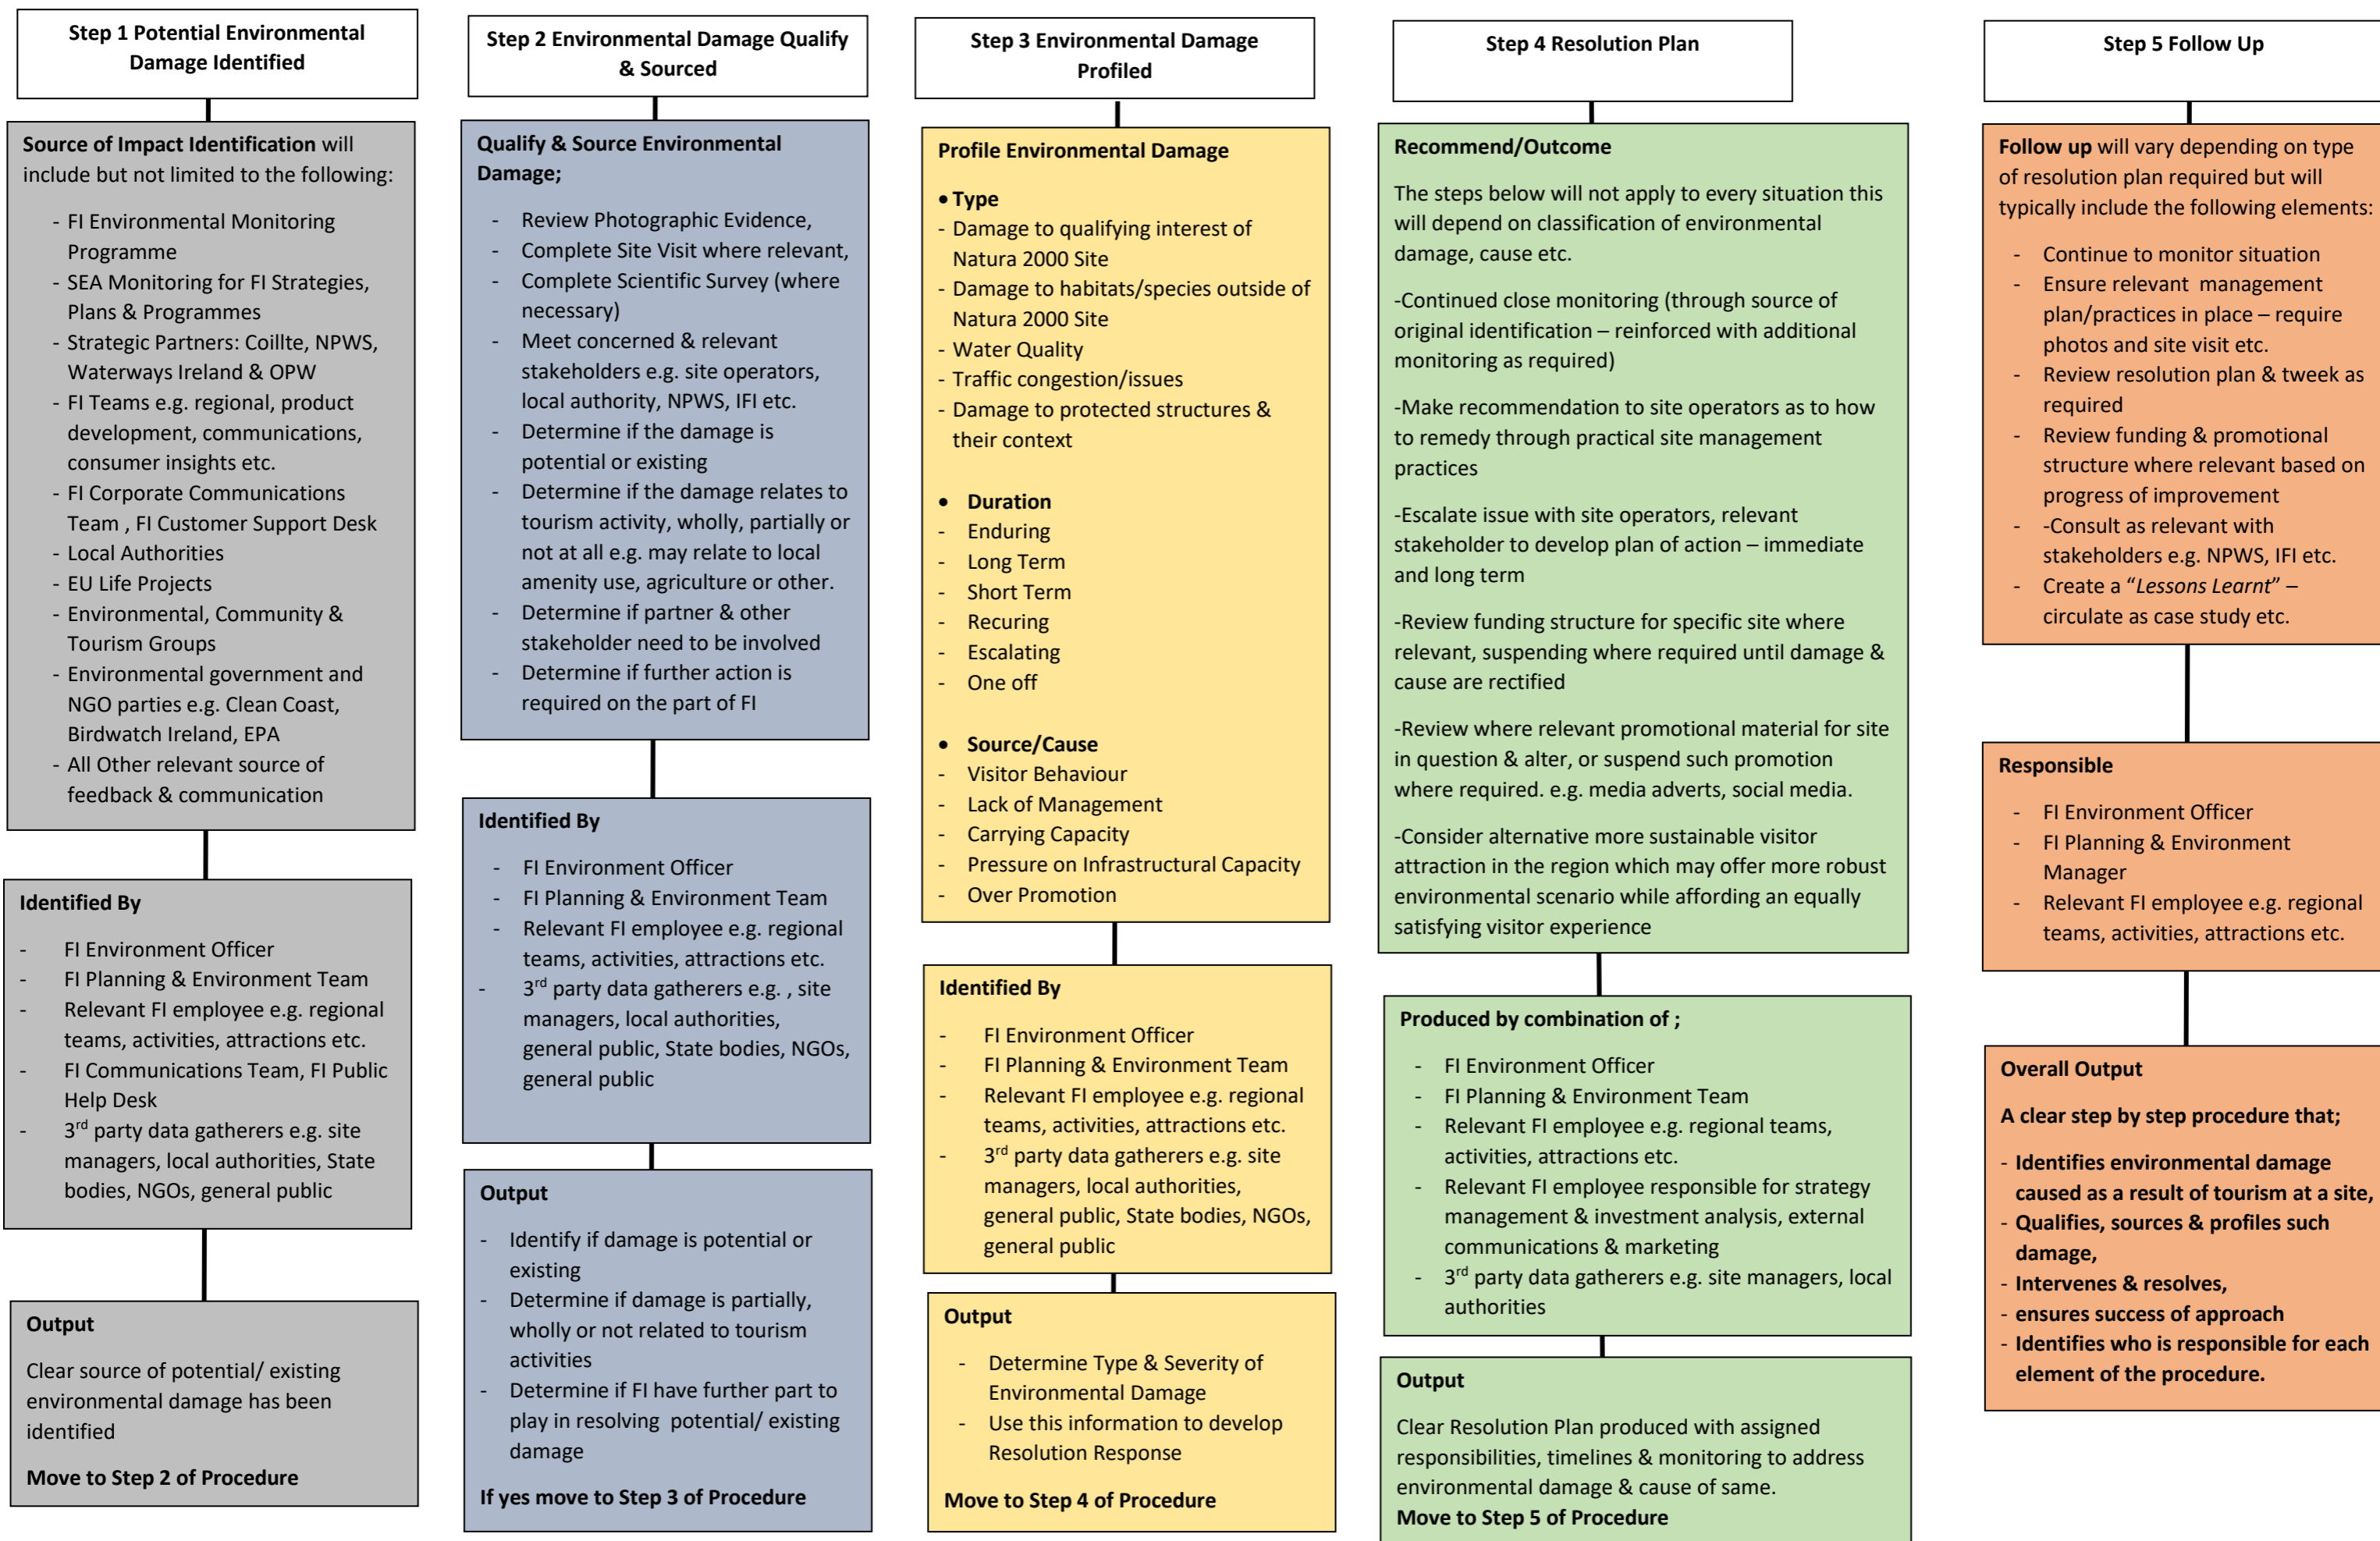 Step 1 Potential Environmental
Damage Identified
Source of Impact Identification will
include but not limited to the following:
- FI Environmental Monitoring
Programme
- SEA Monitoring for FI Strategies,
Plans & Programmes
- Strategic Partners: Coillte, NPWS,
Waterways Ireland & OPW
- FI Teams e.g. regional, product
development, communications,
consumer insights etc.
- FI Corporate Communications
Team , FI Customer Support Desk
- Local Authorities
- EU Life Projects
- Environmental, Community &
Tourism Groups
- Environmental government and
NGO parties e.g. Clean Coast,
Birdwatch Ireland, EPA
- All Other relevant source of
feedback & communication
Identified By
- FI Environment Officer
- FI Planning & Environment Team
- Relevant FI employee e.g. regional
teams, activities, attractions etc.
- FI Communications Team, FI Public
Help Desk
- 3rd party data gatherers e.g. site
managers, local authorities, State
bodies, NGOs, general public
Output
Clear source of potential/ existing
environmental damage has been
identified
Move to Step 2 of Procedure
Step 2 Environmental Damage Qualify
& Sourced
Qualify & Source Environmental
Damage;
- Review Photographic Evidence,
- Complete Site Visit where relevant,
- Complete Scientific Survey (where
necessary)
- Meet concerned & relevant
stakeholders e.g. site operators,
local authority, NPWS, IFI etc.
- Determine if the damage is
potential or existing
- Determine if the damage relates to
tourism activity, wholly, partially or
not at all e.g. may relate to local
amenity use, agriculture or other.
- Determine if partner & other
stakeholder need to be involved
- Determine if further action is
required on the part of FI
Identified By
- FI Environment Officer
- FI Planning & Environment Team
- Relevant FI employee e.g. regional
teams, activities, attractions etc.
- 3rd party data gatherers e.g. , site
managers, local authorities,
general public, State bodies, NGOs,
general public
Output
- Identify if damage is potential or
existing
- Determine if damage is partially,
wholly or not related to tourism
activities
- Determine if FI have further part to
play in resolving potential/ existing
damage
If yes move to Step 3 of Procedure
Step 3 Environmental Damage
Profiled
Profile Environmental Damage
• Type
- Damage to qualifying interest of
Natura 2000 Site
- Damage to habitats/species outside of
Natura 2000 Site
- Water Quality
- Traffic congestion/issues
- Damage to protected structures &
their context
• Duration
- Enduring
- Long Term
- Short Term
- Recuring
- Escalating
- One off
• Source/Cause
- Visitor Behaviour
- Lack of Management
- Carrying Capacity
- Pressure on Infrastructural Capacity
- Over Promotion
Identified By
- FI Environment Officer
- FI Planning & Environment Team
- Relevant FI employee e.g. regional
teams, activities, attractions etc.
- 3rd party data gatherers e.g. site
managers, local authorities,
general public, State bodies, NGOs,
general public
Output
- Determine Type & Severity of
Environmental Damage
- Use this information to develop
Resolution Response
Move to Step 4 of Procedure
Step 4 Resolution Plan
Recommend/Outcome
The steps below will not apply to every situation this
will depend on classification of environmental
damage, cause etc.
-Continued close monitoring (through source of
original identification – reinforced with additional
monitoring as required)
-Make recommendation to site operators as to how
to remedy through practical site management
practices
-Escalate issue with site operators, relevant
stakeholder to develop plan of action – immediate
and long term
-Review funding structure for specific site where
relevant, suspending where required until damage &
cause are rectified
-Review where relevant promotional material for site
in question & alter, or suspend such promotion
where required. e.g. media adverts, social media.
-Consider alternative more sustainable visitor
attraction in the region which may offer more robust
environmental scenario while affording an equally
satisfying visitor experience
Produced by combination of ;
- FI Environment Officer
- FI Planning & Environment Team
- Relevant FI employee e.g. regional teams,
activities, attractions etc.
- Relevant FI employee responsible for strategy
management & investment analysis, external
communications & marketing
- 3rd party data gatherers e.g. site managers, local
authorities
Output
Clear Resolution Plan produced with assigned
responsibilities, timelines & monitoring to address
environmental damage & cause of same.
Move to Step 5 of Procedure
Step 5 Follow Up
Follow up will vary depending on type
of resolution plan required but will
typically include the following elements:
- Continue to monitor situation
- Ensure relevant management
plan/practices in place – require
photos and site visit etc.
- Review resolution plan & tweek as
required
- Review funding & promotional
structure where relevant based on
progress of improvement
- -Consult as relevant with
stakeholders e.g. NPWS, IFI etc.
- Create a “Lessons Learnt” –
circulate as case study etc.
Responsible
- FI Environment Officer
- FI Planning & Environment
Manager
- Relevant FI employee e.g. regional
teams, activities, attractions etc.
Overall Output
A clear step by step procedure that;
- Identifies environmental damage
caused as a result of tourism at a site,
- Qualifies, sources & profiles such
damage,
- Intervenes & resolves,
- ensures success of approach
- Identifies who is responsible for each
element of the procedure.